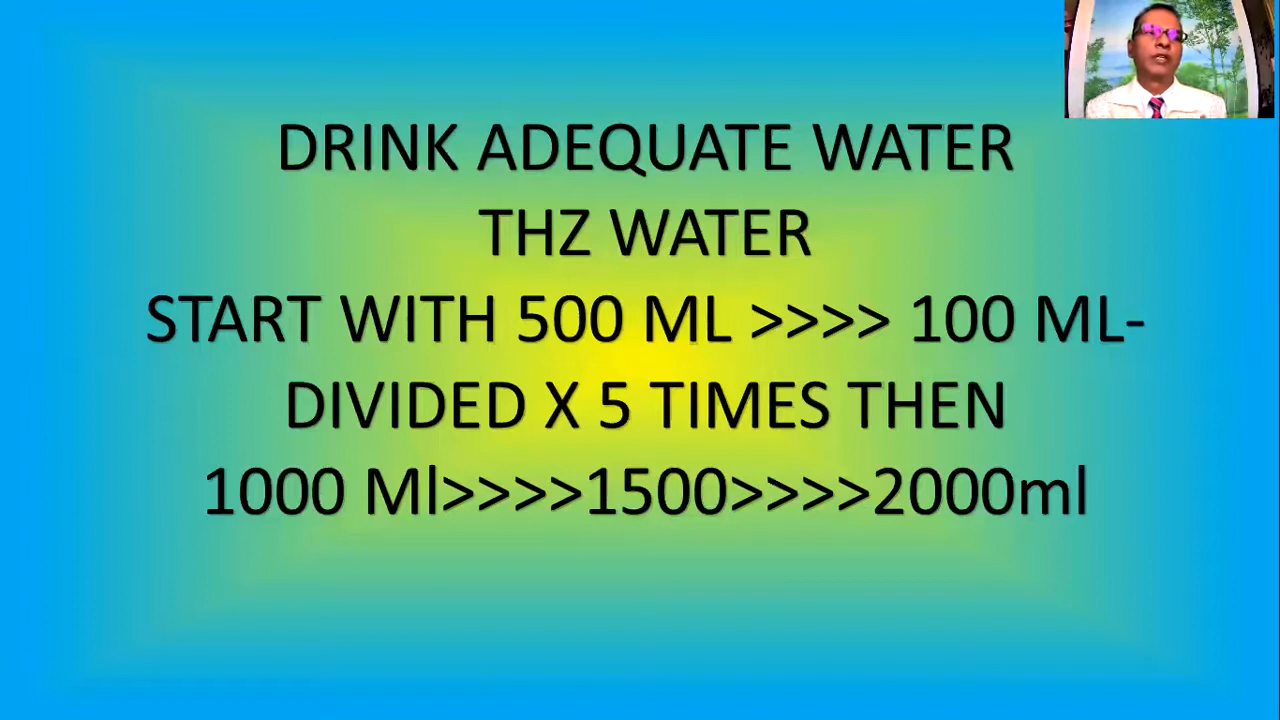 DRINK ADEQUATE WATER
THZ WATER
START WITH 500 ML >>>> 100 ML-
DIVIDED X 5 TIMES THEN
1000 Ml>>>>1500>>>>2000ml